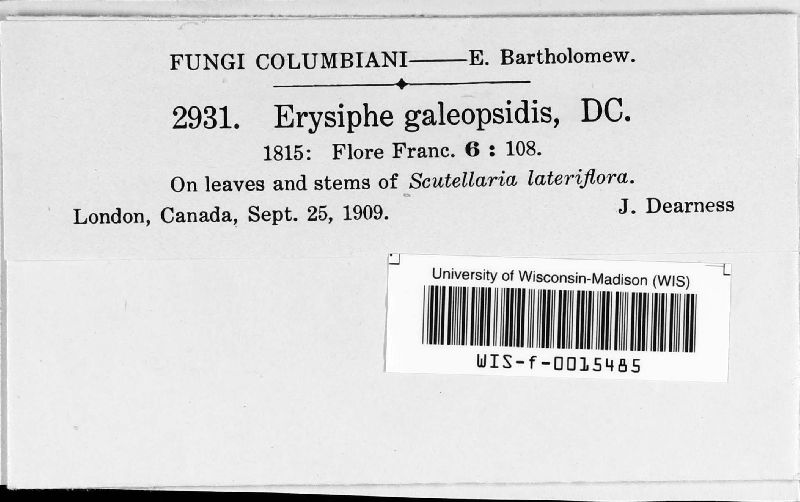 FUNGI COLUMBIANI——E. Bartholomew.
2931. Erysiphe galeopsidis, DC.
1815: Flore Franc. 6 : 108.
On leaves and stems of Scutellaria lateriflora.
London, Canada, Sept. 25, 1909. J. Dearness
University of Wisconsin-Madison (WIS)
WIS-f-0015485